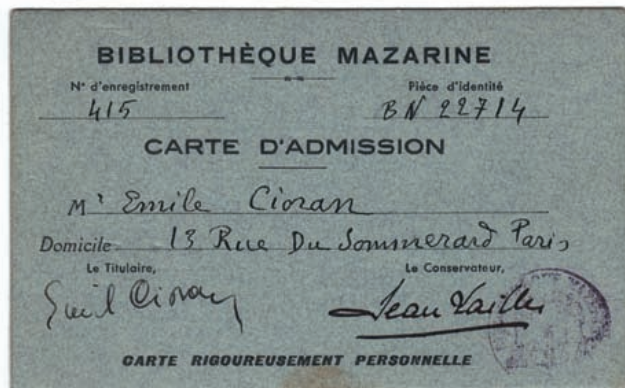 BIBLIOTHÈQUE MAZARINE
N° d'enregistrement Pièce d'identité
415 BN 22714
CARTE D'ADMISSION
Mr Emile Cioran
Domicile 13 Rue Du Sommerard Paris
Le Titulaire, Le Conservateur,
Emil Cioran Jean
CARTE RIGOUREUSEMENT PERSONNELLE